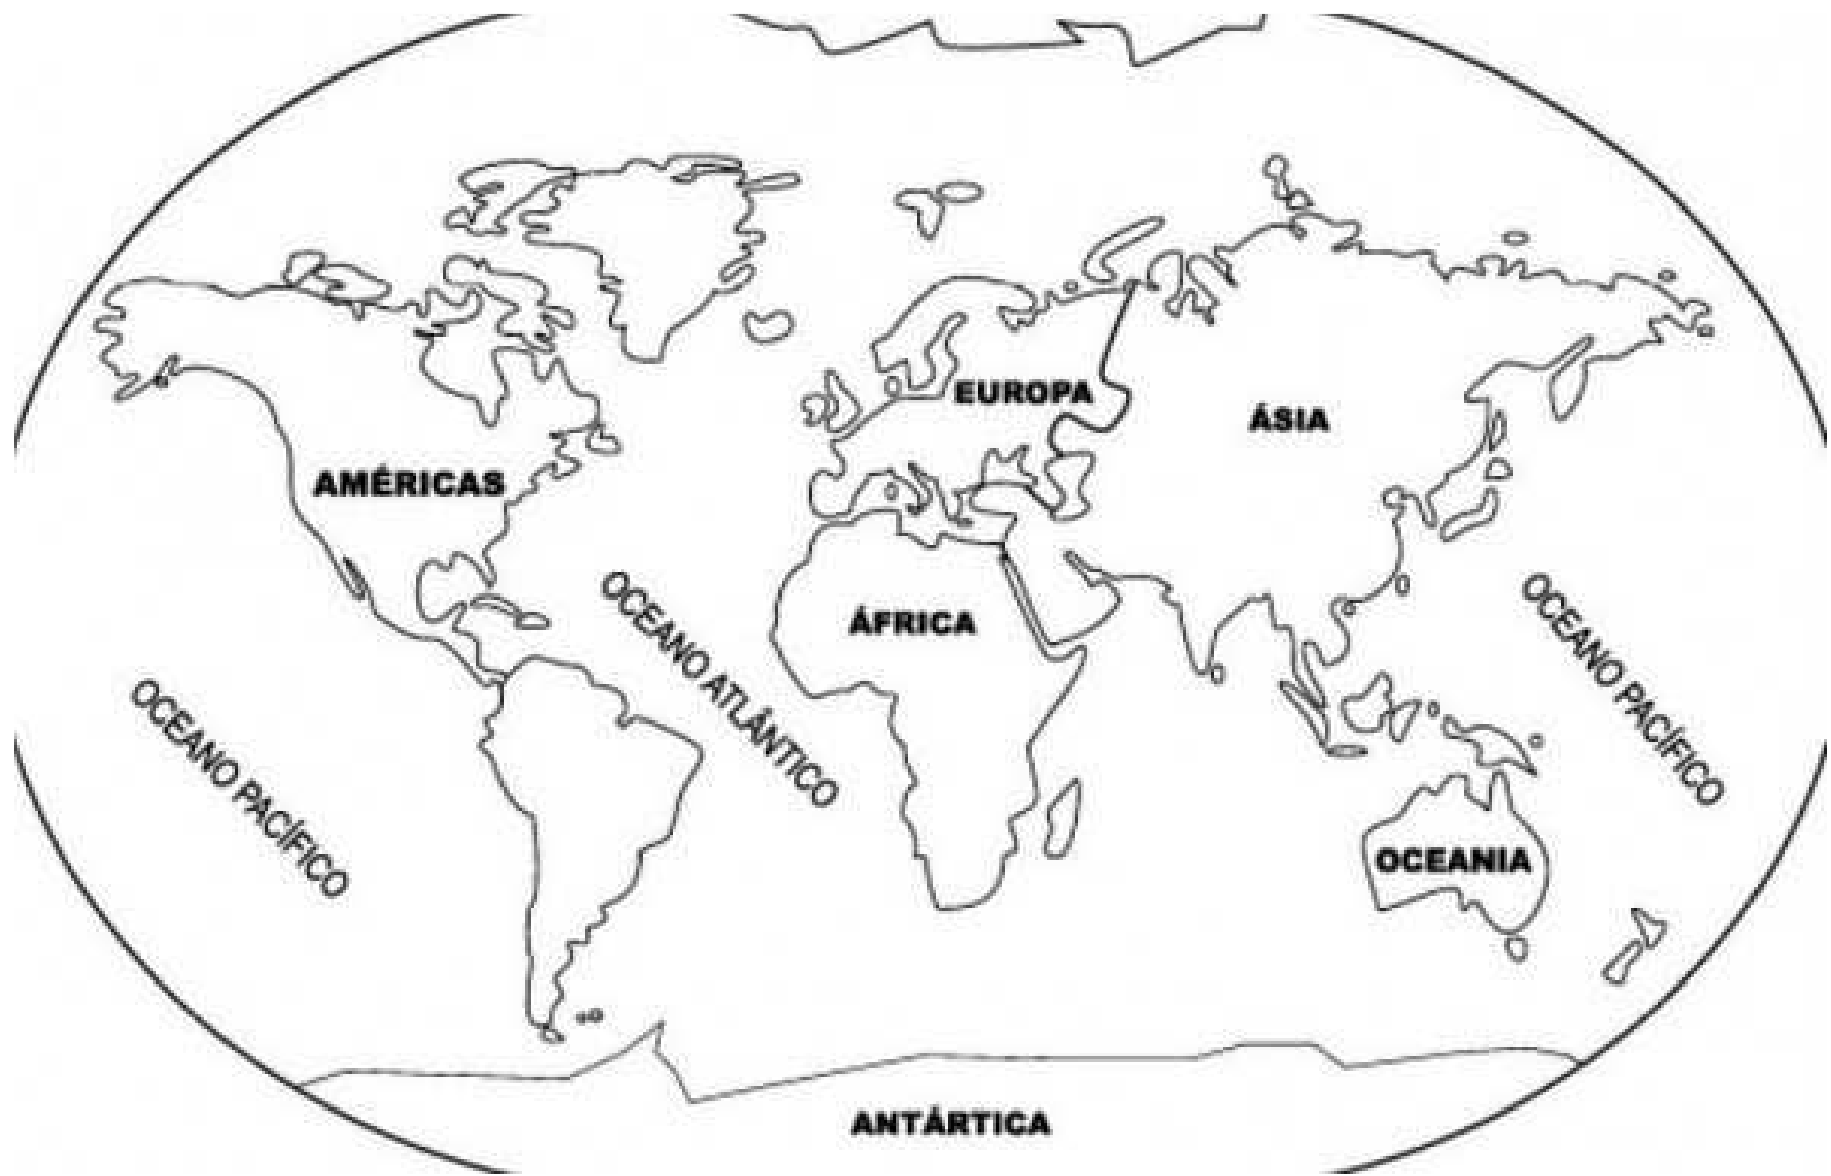 EUROPA
ÁSIA
AMÉRICAS
ÁFRICA
OCEANO ATLÂNTICO
OCEANO PACÍFICO
OCEANO PACÍFICO
OCEANIA
ANTÁRTICA